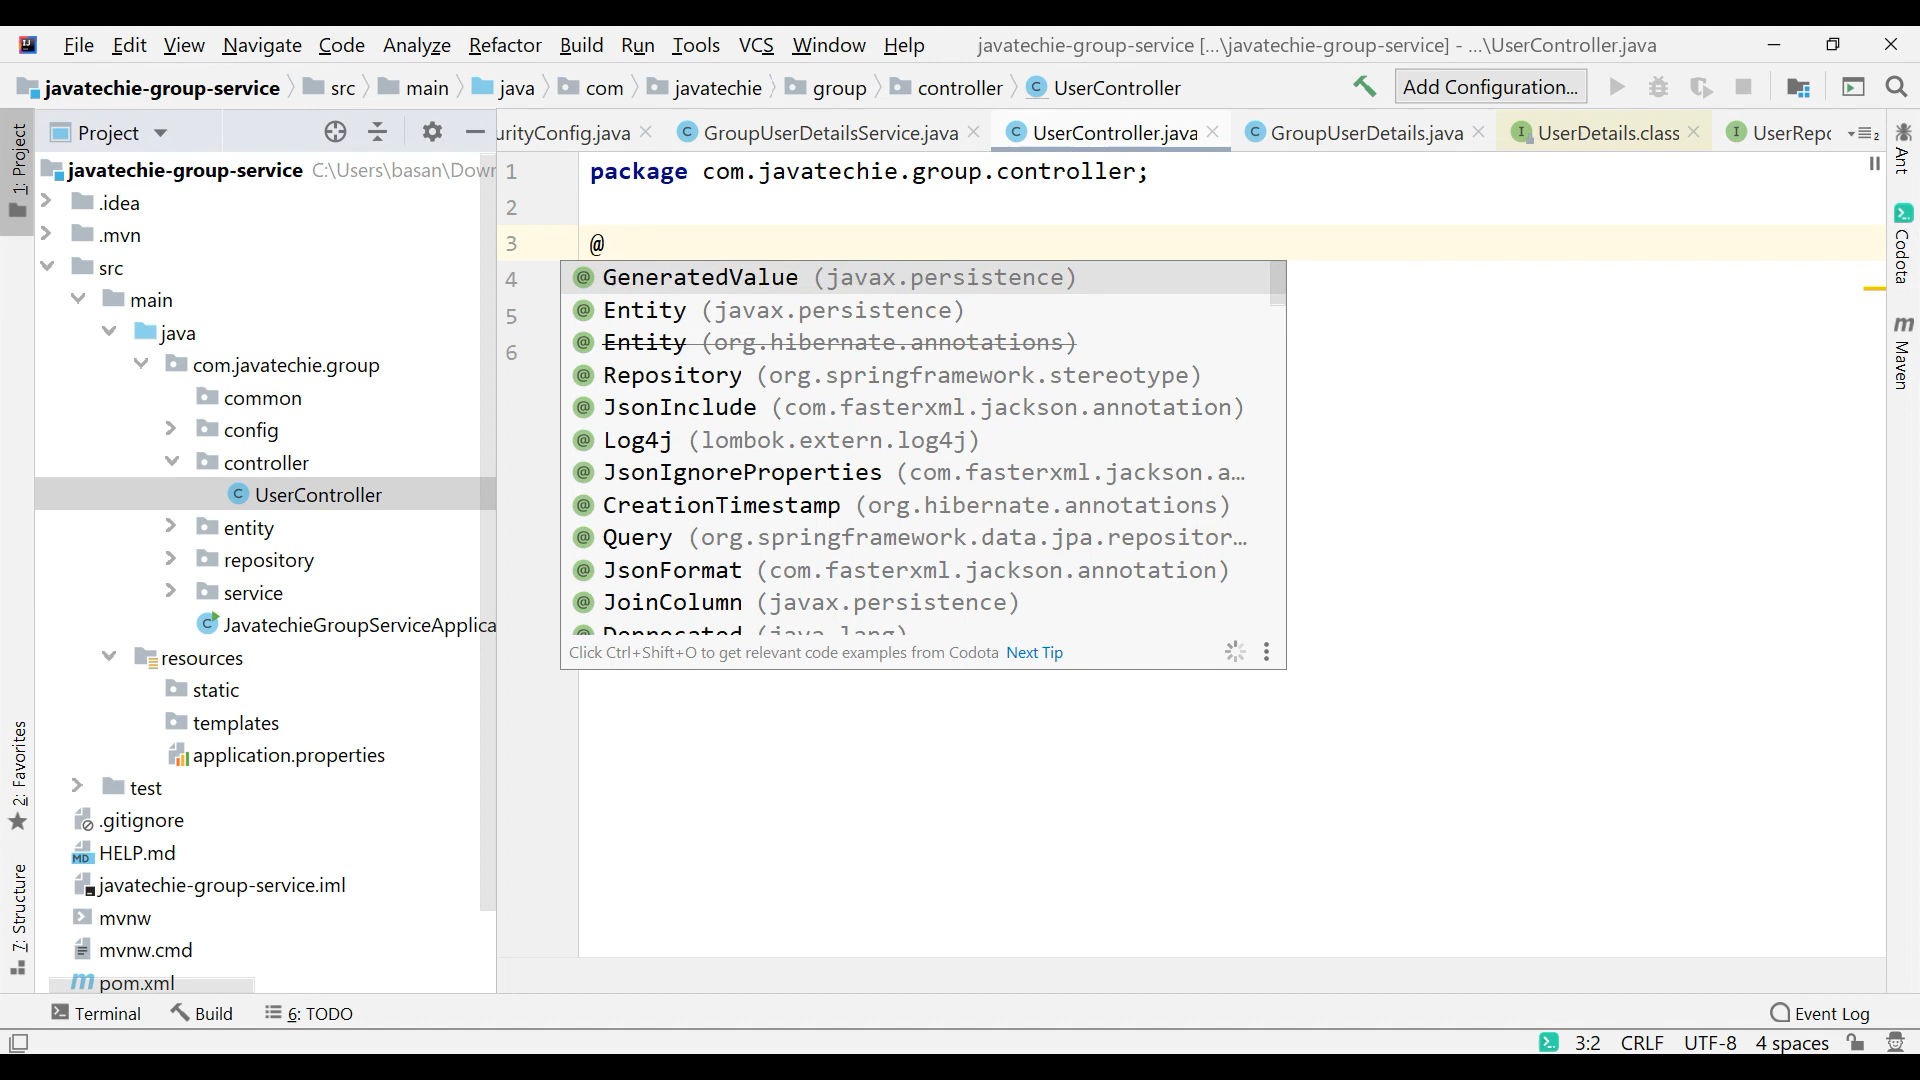 File Edit View Navigate Code Analyze Refactor Build Run Tools VCS Window Help javatechie-group-service [...\javatechie-group-service] - ...\UserController.java
javatechie-group-service src main java com javatechie group controller UserController Add Configuration...
Project
urityConfig.java GroupUserDetailsService.java UserController.java GroupUserDetails.java UserDetails.class UserRepo 2
1: Project
2: Favorites
7: Structure
javatechie-group-service C:\Users\basan\Dow
.idea
.mvn
src
main
java
com.javatechie.group
common
config
controller
UserController
entity
repository
service
JavatechieGroupServiceApplica
resources
static
templates
application.properties
test
.gitignore
HELP.md
javatechie-group-service.iml
mvnw
mvnw.cmd
pom.xml
1 package com.javatechie.group.controller;
2
3 @
4
5
6
GeneratedValue (javax.persistence)
Entity (javax.persistence)
Entity (org.hibernate.annotations)
Repository (org.springframework.stereotype)
JsonInclude (com.fasterxml.jackson.annotation)
Log4j (lombok.extern.log4j)
JsonIgnoreProperties (com.fasterxml.jackson.a...
CreationTimestamp (org.hibernate.annotations)
Query (org.springframework.data.jpa.repositor...
JsonFormat (com.fasterxml.jackson.annotation)
JoinColumn (javax.persistence)
Deprecated (java.lang)
Click Ctrl+Shift+O to get relevant code examples from Codota Next Tip
Ant
Codota
Maven
Terminal Build 6: TODO Event Log
3:2 CRLF UTF-8 4 spaces